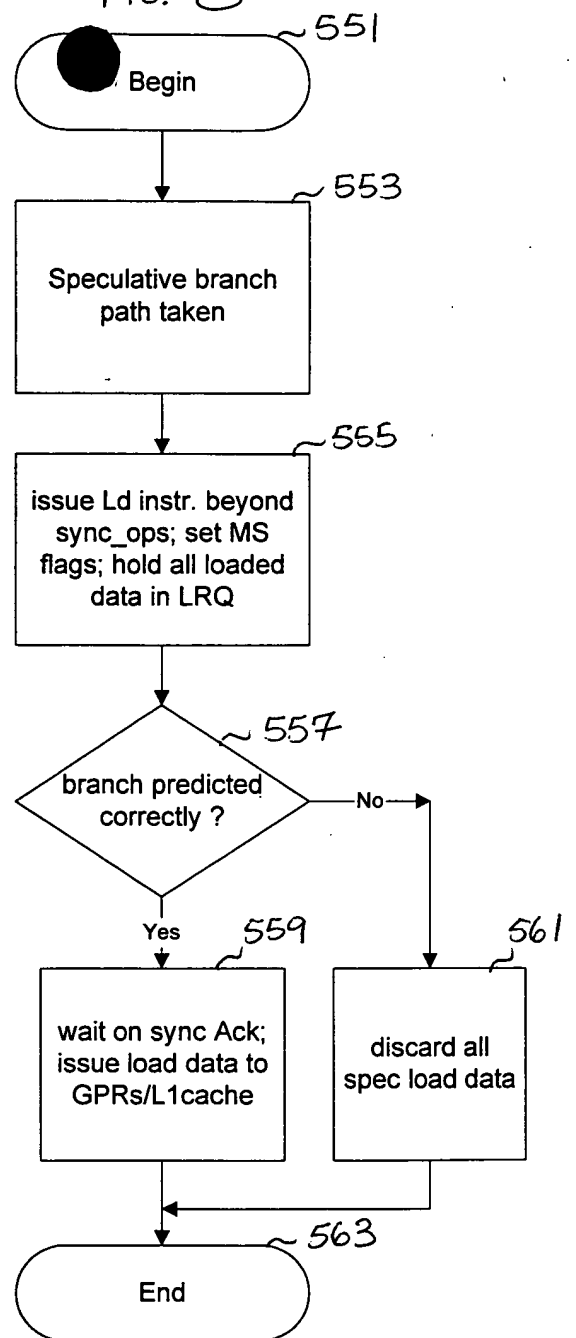 551
Begin
553
Speculative branch
path taken
555
issue Ld instr. beyond
sync_ops; set MS
flags; hold all loaded
data in LRQ
557
branch predicted
correctly ?
No
Yes
559
wait on sync Ack;
issue load data to
GPRs/L1cache
561
discard all
spec load data
563
End